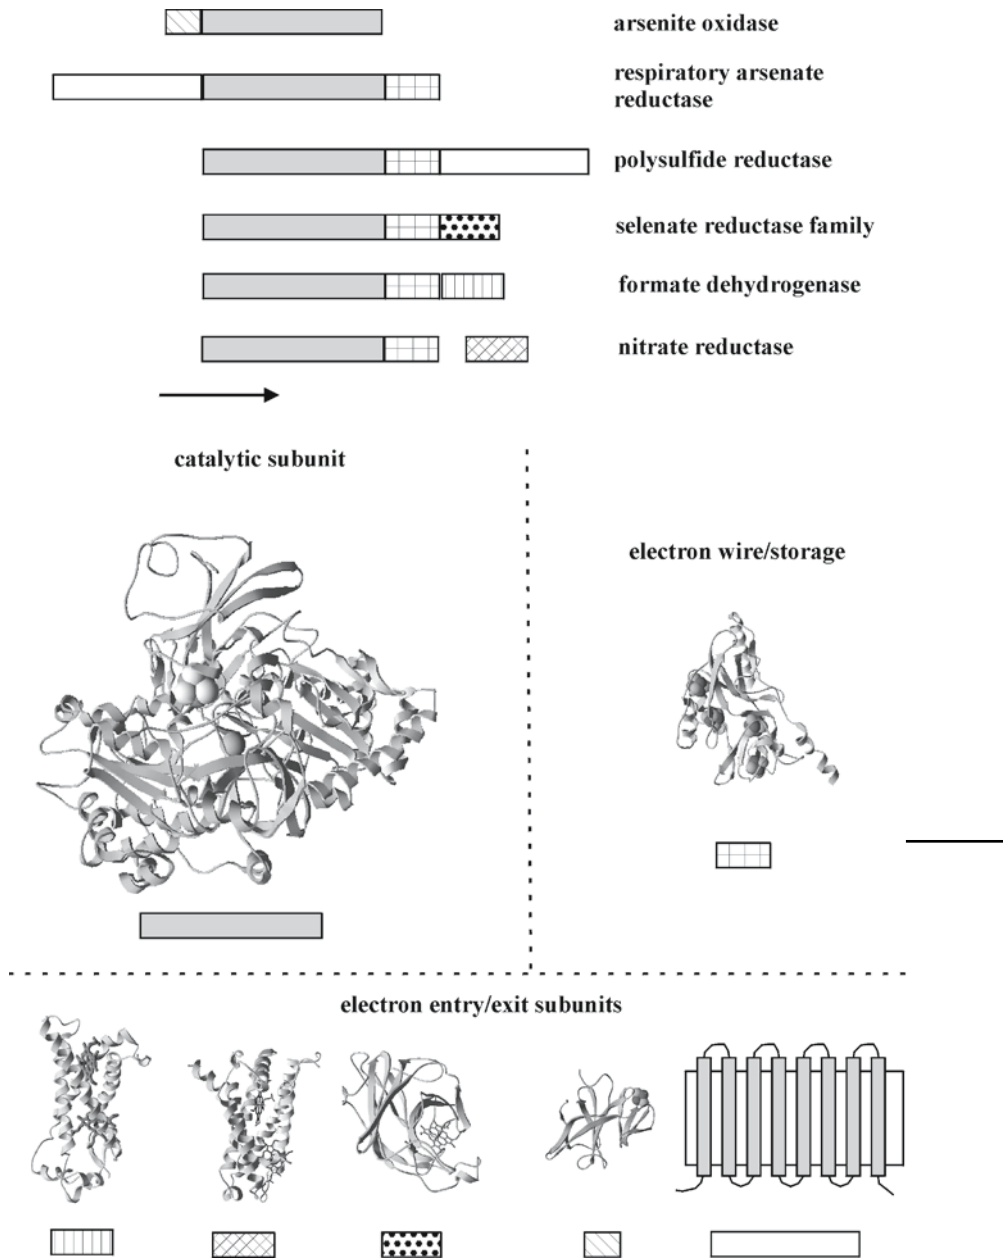 arsenite oxidase
respiratory arsenate
reductase
polysulfide reductase
selenate reductase family
formate dehydrogenase
nitrate reductase
catalytic subunit
electron wire/storage
electron entry/exit subunits